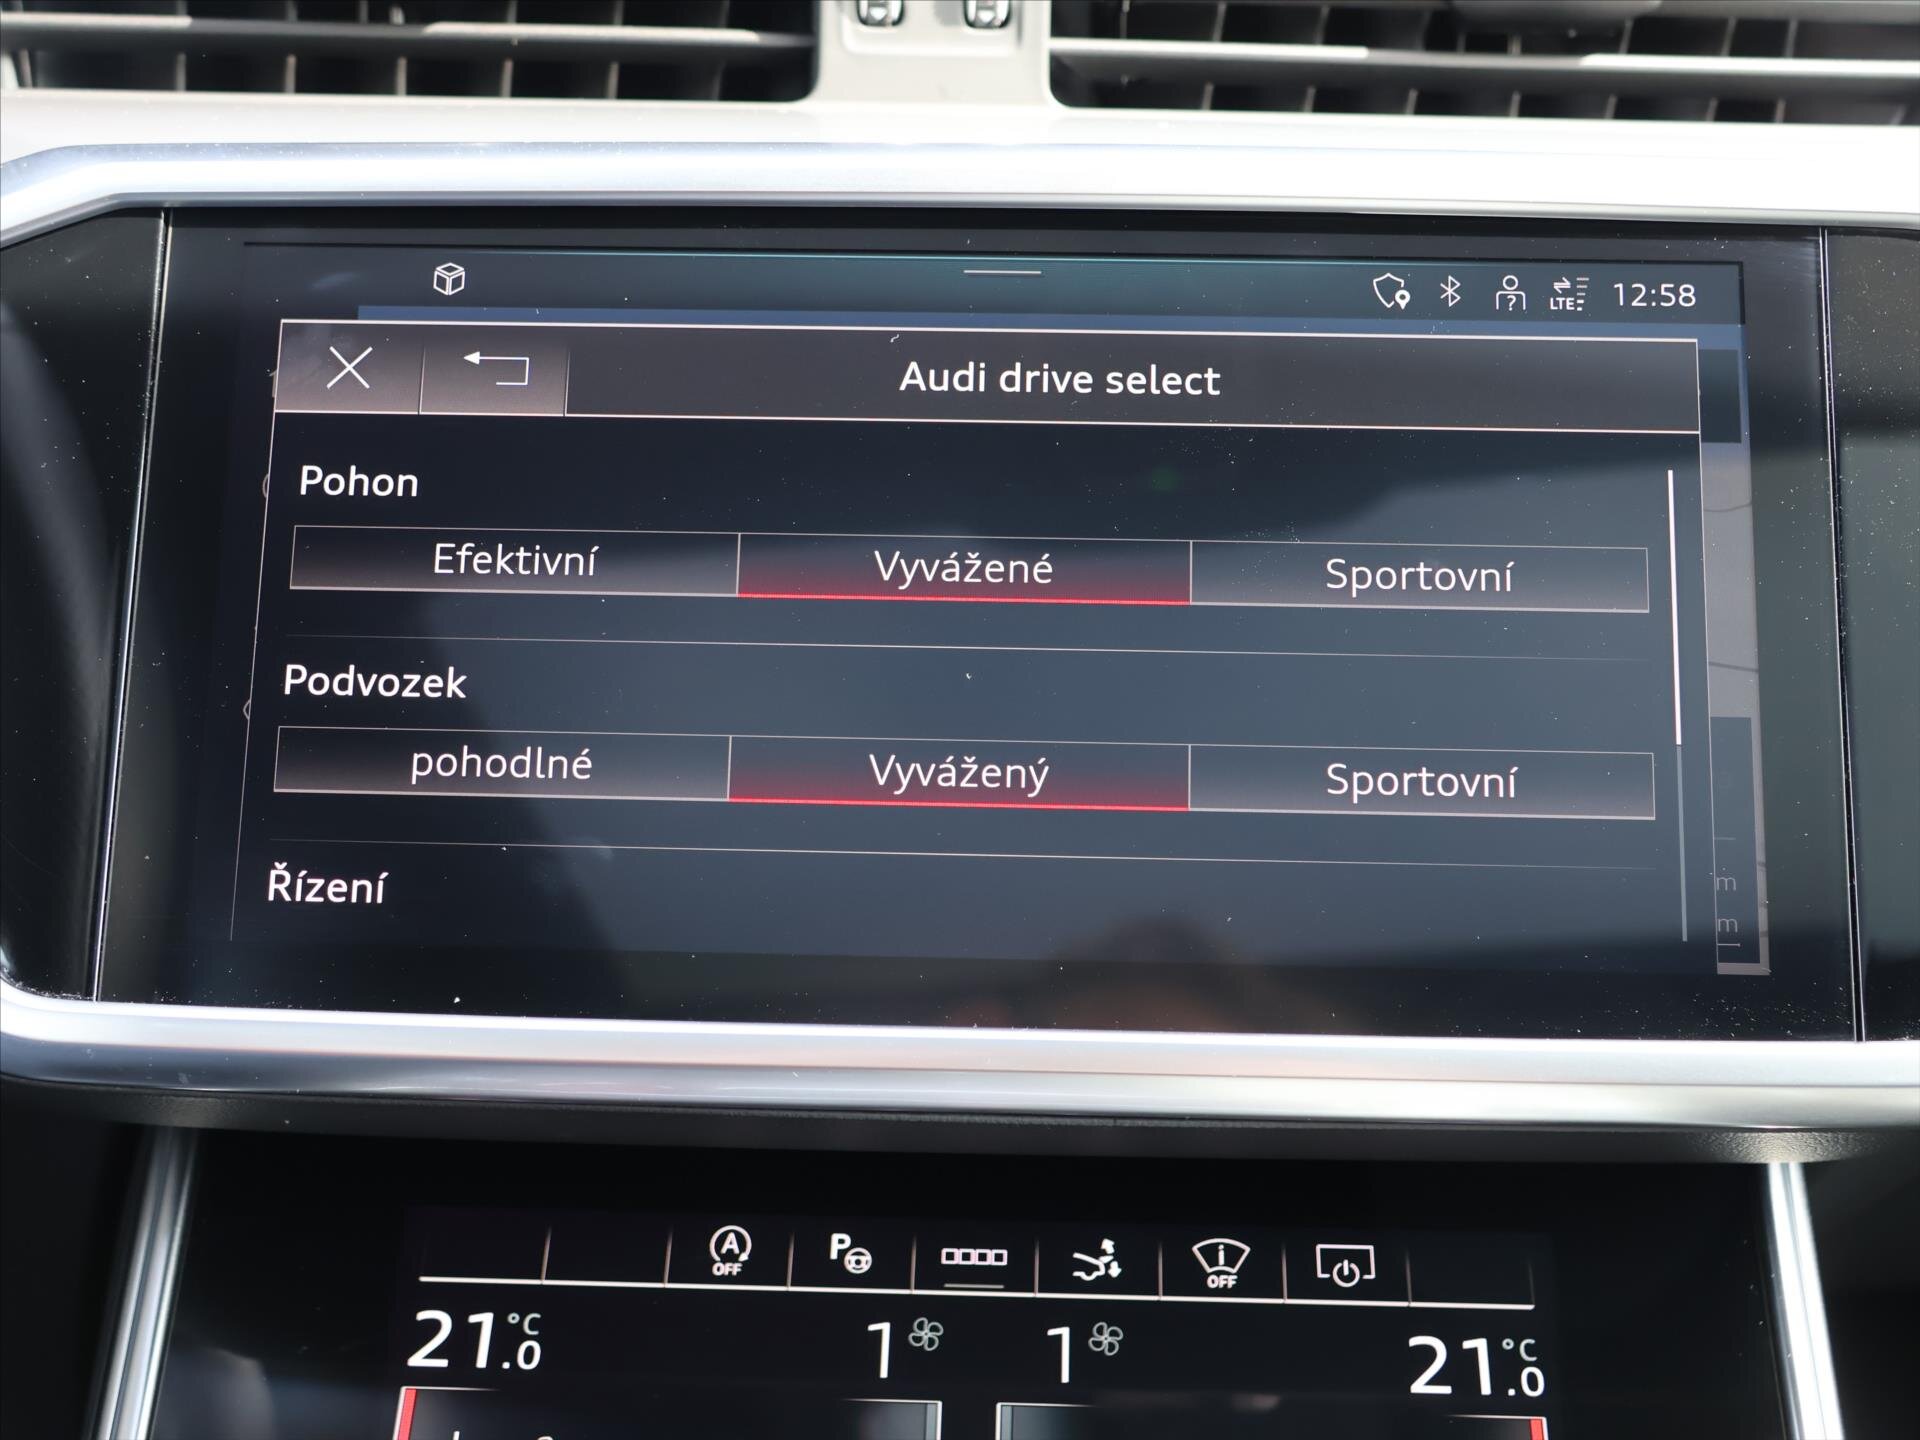 LTE 12:58
Audi drive select
Pohon
Efektivní Vyvážené Sportovní
Podvozek
pohodlné Vyvážený Sportovní
Řízení
m
m
A OFF P i OFF
21.0 °C 1 1 21.0 °C